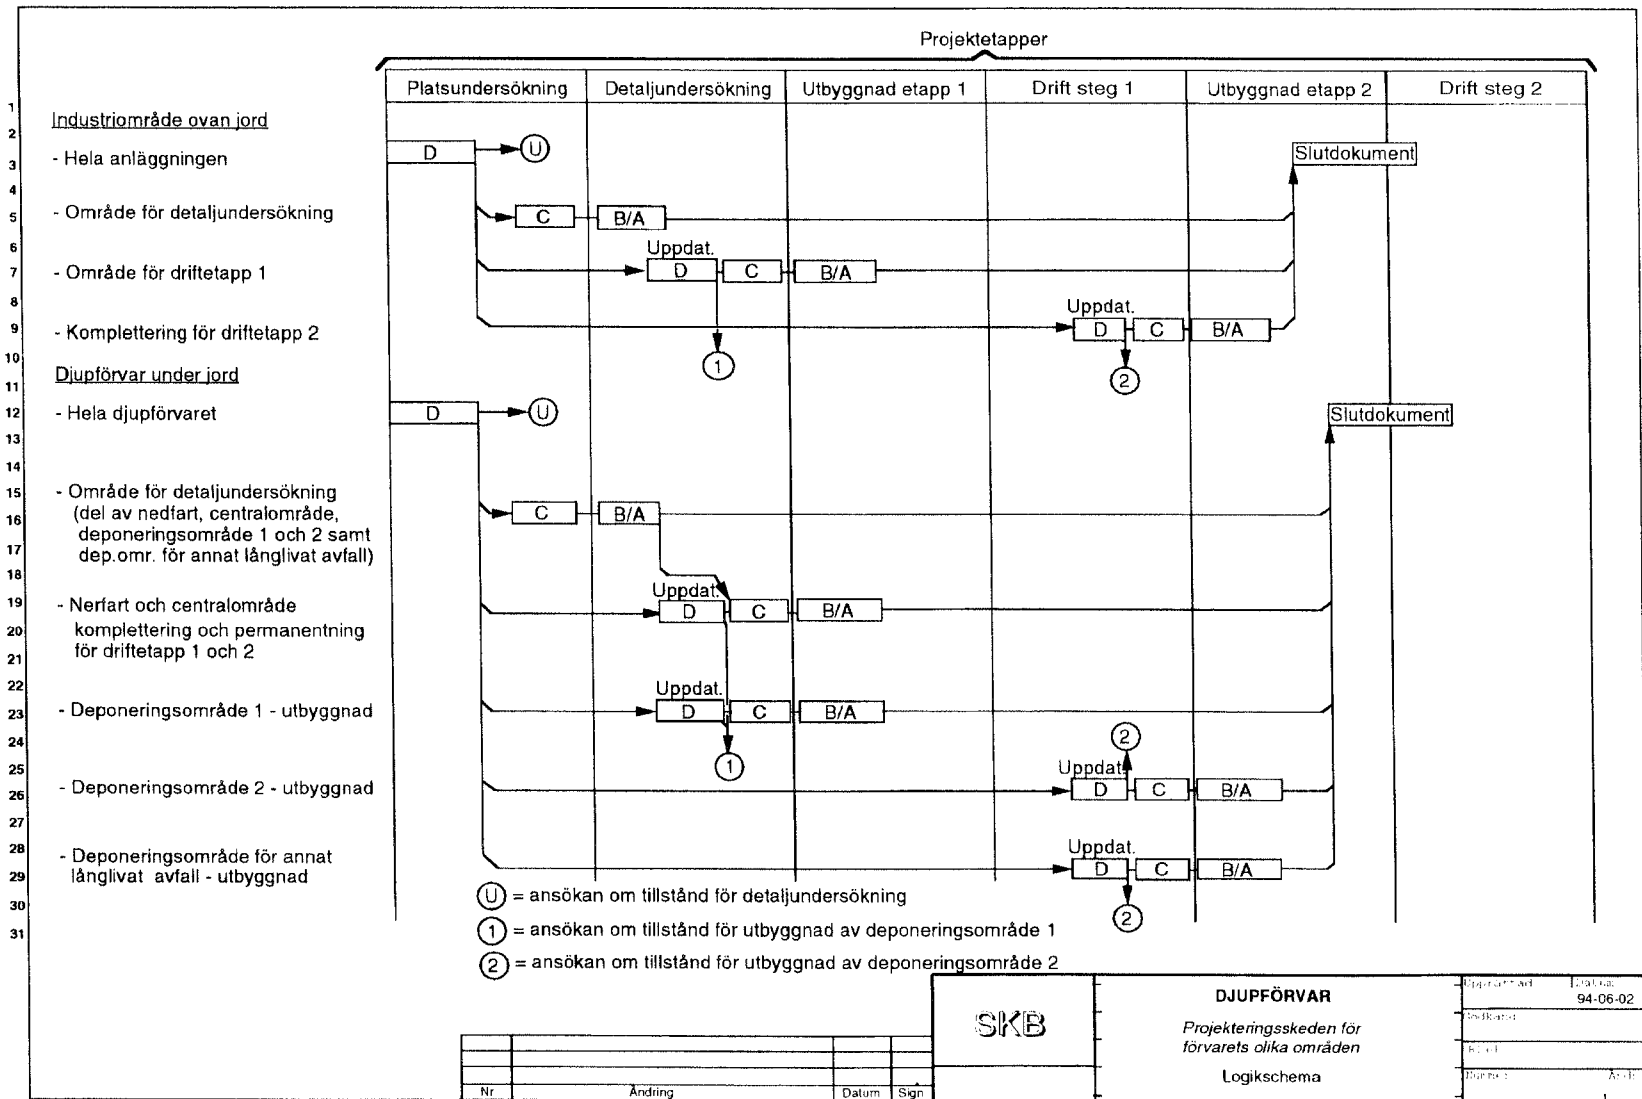 Projektetapper
Platsundersökning Detaljundersökning Utbyggnad etapp 1 Drift steg 1 Utbyggnad etapp 2 Drift steg 2
1
Industriområde ovan jord
2
- Hela anläggningen D U Slutdokument
3
4
- Område för detaljundersökning C B/A
5
6
Uppdat.
- Område för driftetapp 1 D C B/A
7
8
Uppdat.
9
- Komplettering för driftetapp 2 D C B/A
10
1
2
Djupförvar under jord
11
12
- Hela djupförvaret D U Slutdokument
13
14
15
- Område för detaljundersökning
16
(del av nedfart, centralområde, C B/A
deponeringsområde 1 och 2 samt
17
dep.omr. för annat långlivat avfall)
18
Uppdat.
19
- Nerfart och centralområde D C B/A
20
komplettering och permanentning
för driftetapp 1 och 2
21
22
Uppdat.
23
- Deponeringsområde 1 - utbyggnad D C B/A
24
2
25
1
Uppdat.
- Deponeringsområde 2 - utbyggnad D C B/A
26
27
28
Uppdat.
- Deponeringsområde för annat D C B/A
29
långlivat avfall - utbyggnad
U = ansökan om tillstånd för detaljundersökning
30
2
1 = ansökan om tillstånd för utbyggnad av deponeringsområde 1
31
2 = ansökan om tillstånd för utbyggnad av deponeringsområde 2
SKB
DJUPFÖRVAR
Projekteringsskeden för
förvarets olika områden
Logikschema
94-06-02
Nr Ändring Datum Sign